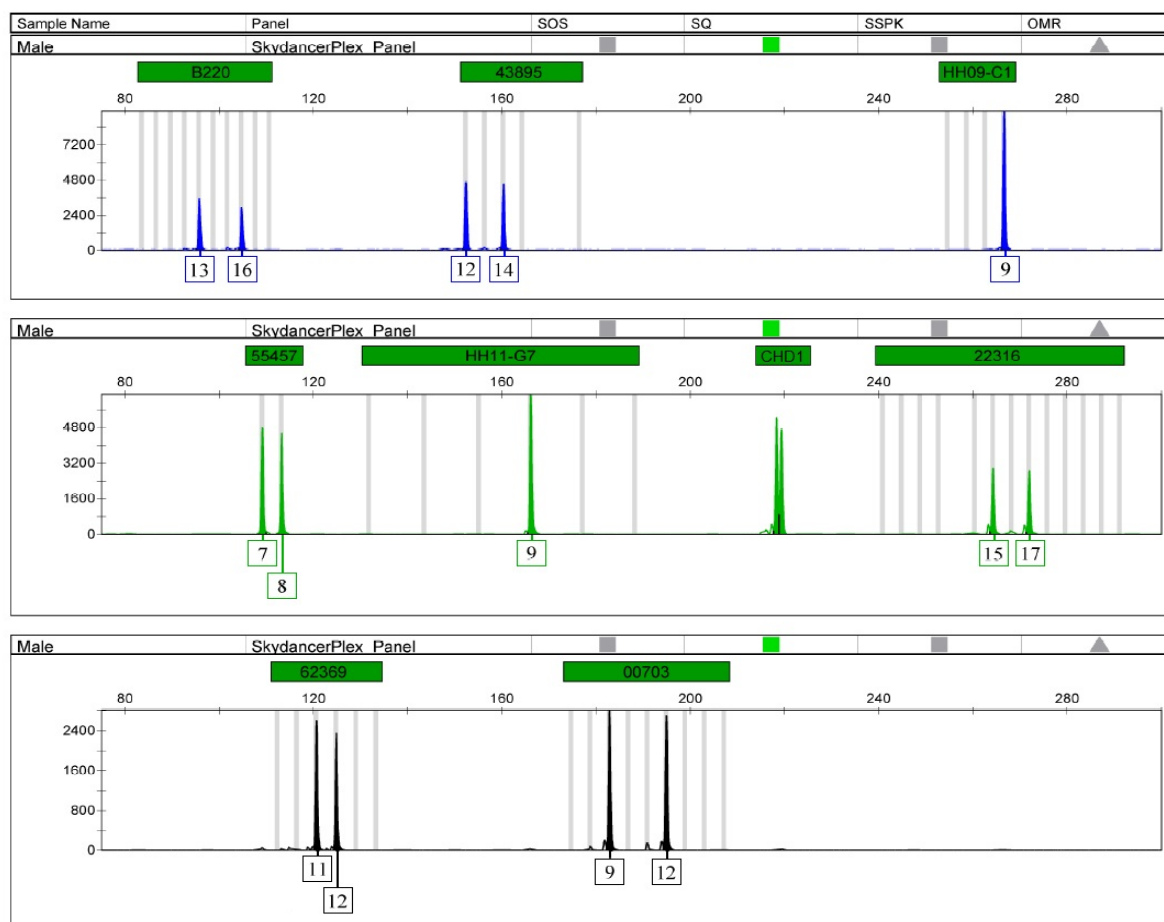 Sample Name Panel SOS SQ SSPK OMR
Male SkydancerPlex_Panel
B220 43895 HH09-C1
80 120 160 200 240 280
7200
4800
2400
0
13 16 12 14 9
Male SkydancerPlex_Panel
55457 HH11-G7 CHD1 22316
80 120 160 200 240 280
4800
3200
1600
0
7 9 15 17
8
Male SkydancerPlex_Panel
62369 00703
80 120 160 200 240 280
2400
1600
800
0
11 9 12
12